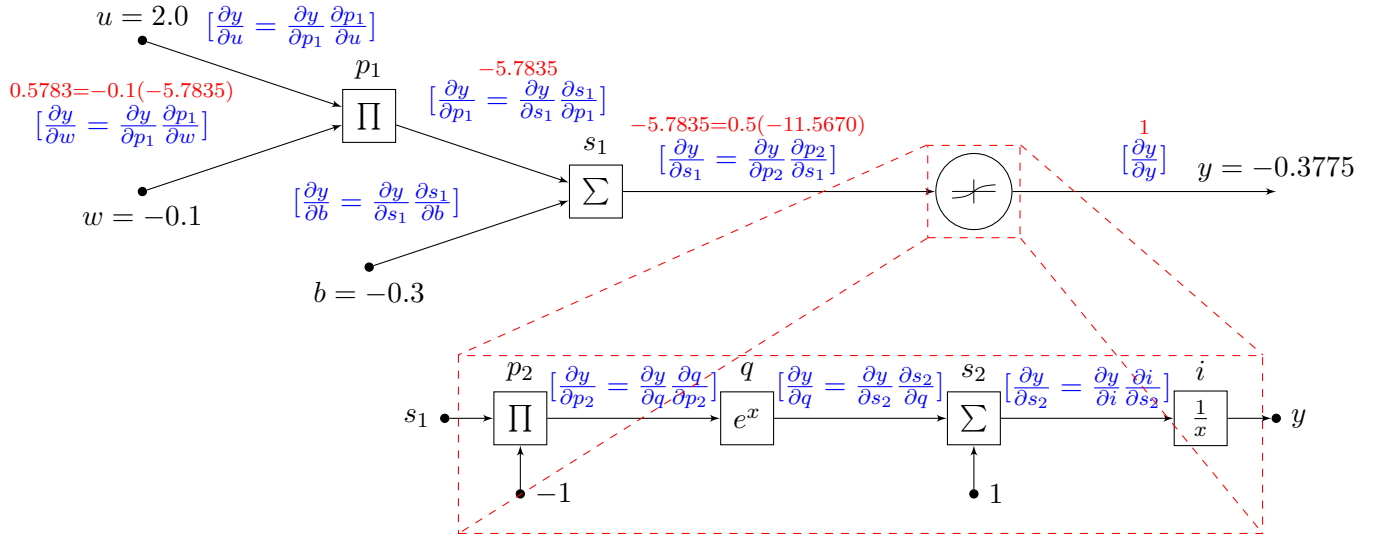 u = 2.0
[∂y/∂u = ∂y/∂p₁ ∂p₁/∂u]
0.5783=−0.1(−5.7835)
[∂y/∂w = ∂y/∂p₁ ∂p₁/∂w]
w = −0.1
p₁
∏
−5.7835
[∂y/∂p₁ = ∂y/∂s₁ ∂s₁/∂p₁]
[∂y/∂b = ∂y/∂s₁ ∂s₁/∂b]
b = −0.3
s₁
∑
−5.7835=0.5(−11.5670)
[∂y/∂s₁ = ∂y/∂p₂ ∂p₂/∂s₁]
1
[∂y/∂y]
y = −0.3775
s₁
p₂
∏
−1
[∂y/∂p₂ = ∂y/∂q ∂q/∂p₂]
q
eˣ
[∂y/∂q = ∂y/∂s₂ ∂s₂/∂q]
s₂
∑
1
[∂y/∂s₂ = ∂y/∂i ∂i/∂s₂]
i
1/x
y